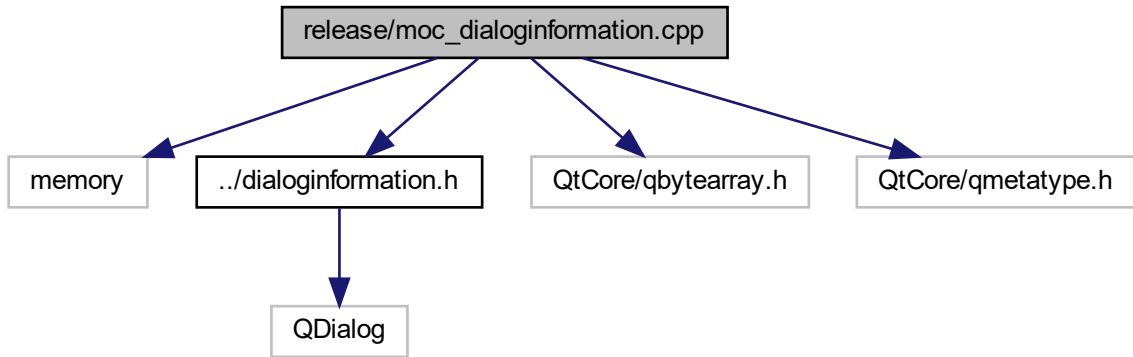 release/moc_dialoginformation.cpp
memory
../dialoginformation.h
QtCore/qbytearray.h
QtCore/qmetatype.h
QDialog